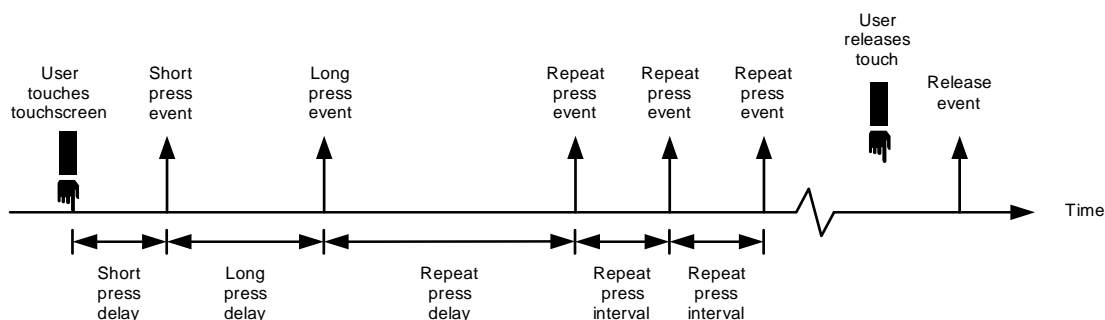 User
touches
touchscreen
Short
press
event
Long
press
event
Repeat
press event
Repeat
press
event
Repeat
press event
User
releases
touch
Release
event
Time
Short
press
delay
Long
press
delay
Repeat
press
delay
Repeat
press
interval
Repeat
press
interval